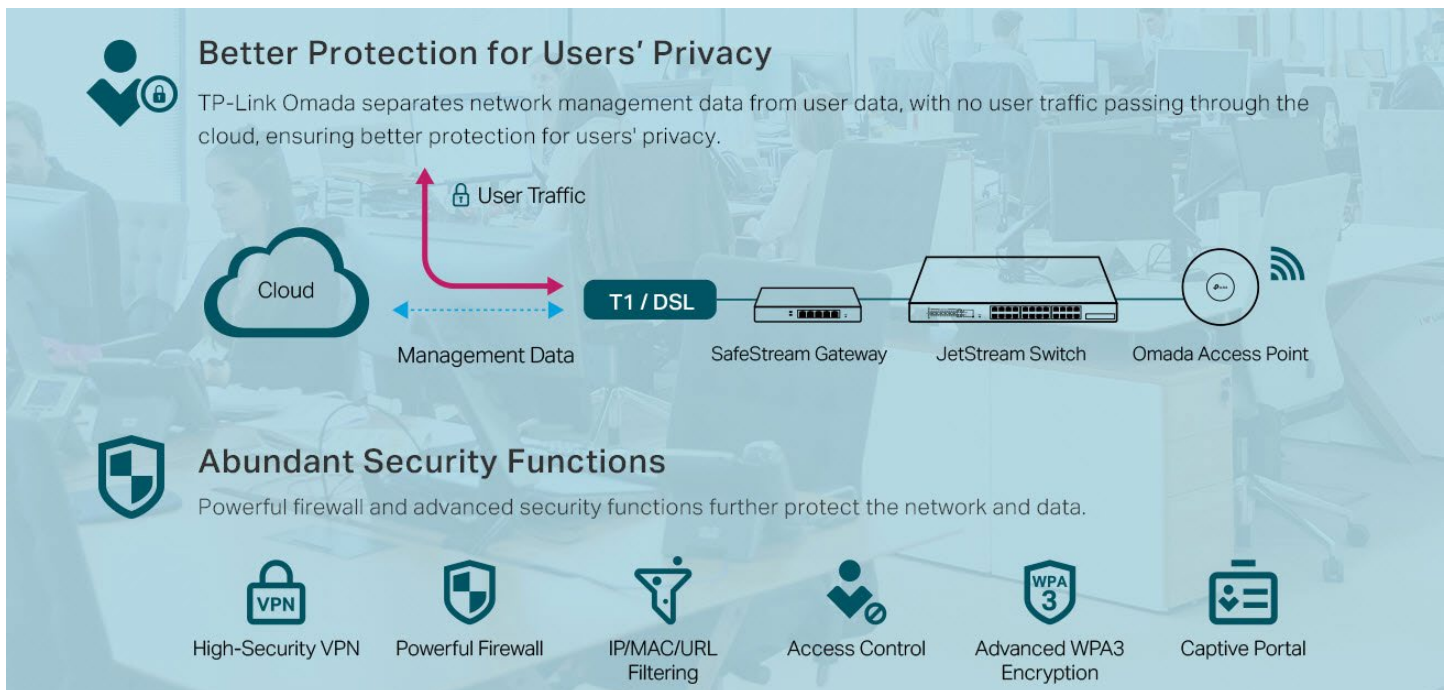 Better Protection for Users' Privacy
TP-Link Omada separates network management data from user data, with no user traffic passing through the
cloud, ensuring better protection for users' privacy.
User Traffic
Cloud
T1 / DSL
Management Data
SafeStream Gateway
JetStream Switch
Omada Access Point
Abundant Security Functions
Powerful firewall and advanced security functions further protect the network and data.
VPN
WPA
3
High-Security VPN
Powerful Firewall
IP/MAC/URL
Filtering
Access Control
Advanced WPA3
Encryption
Captive Portal